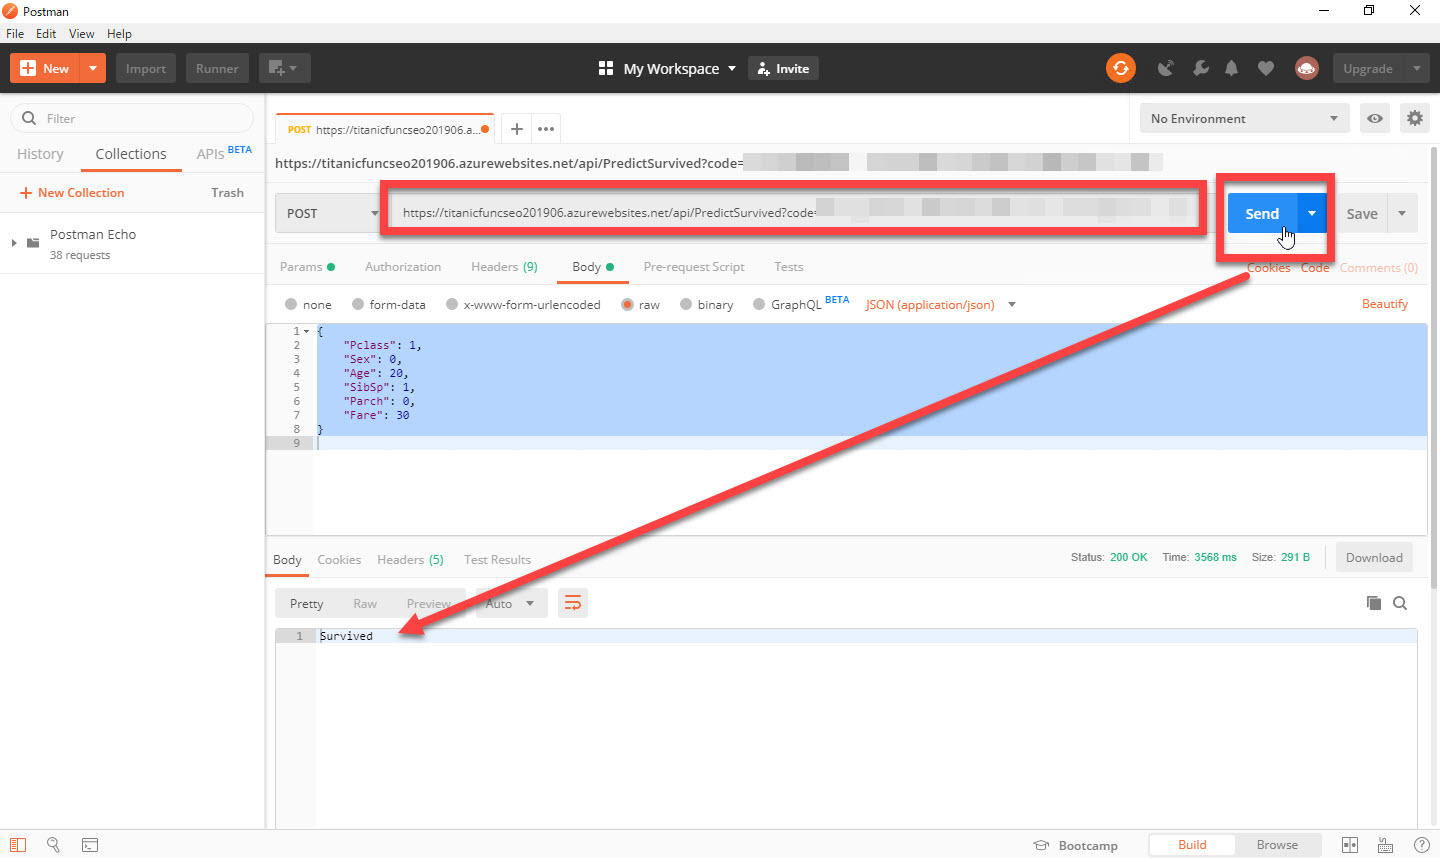 Postman
File Edit View Help
New Import Runner My Workspace Invite Upgrade
Filter
History Collections APIs BETA
New Collection Trash
Postman Echo
38 requests
POST https://titanicfuncseo201906.a...
No Environment
https://titanicfuncseo201906.azurewebsites.net/api/PredictSurvived?code=
POST https://titanicfuncseo201906.azurewebsites.net/api/PredictSurvived?code= Send Save
Params Authorization Headers (9) Body Pre-request Script Tests Cookies Code Comments (0)
none form-data x-www-form-urlencoded raw binary GraphQL BETA JSON (application/json) Beautify
1 {
2 "Pclass": 1,
3 "Sex": 0,
4 "Age": 20,
5 "SibSp": 1,
6 "Parch": 0,
7 "Fare": 30
8 }
9
Body Cookies Headers (5) Test Results Status: 200 OK Time: 3568 ms Size: 291 B Download
Pretty Raw Preview Auto
1 Survived
Bootcamp Build Browse